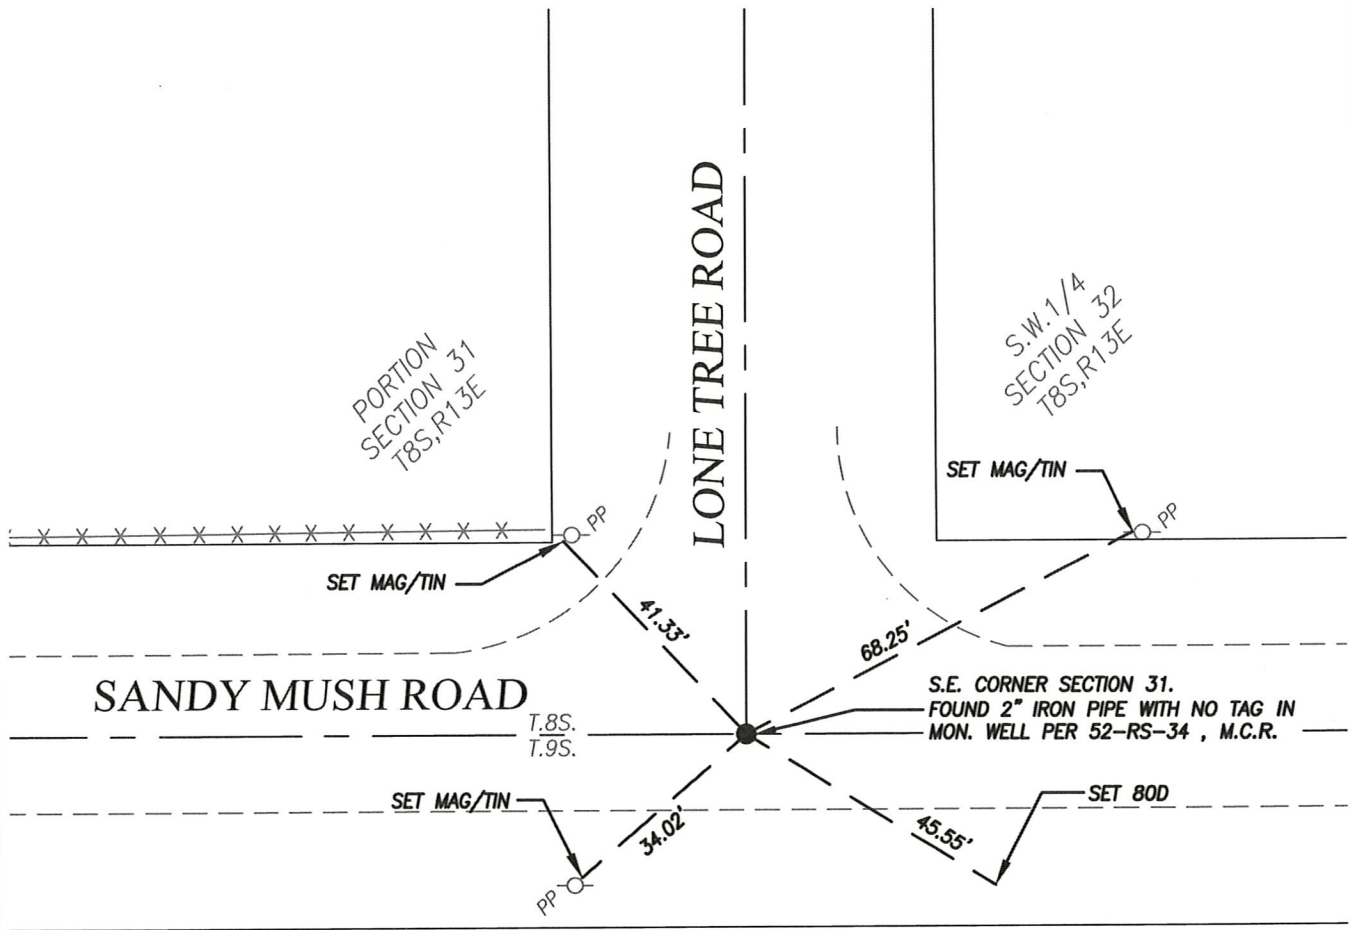 LONE TREE ROAD
PORTION
SECTION 31
T8S,R13E
S.W.1/4
SECTION 32
T8S,R13E
SET MAG/TIN
PP
PP
SET MAG/TIN
41.33'
68.25'
SANDY MUSH ROAD
T.8S.
T.9S.
S.E. CORNER SECTION 31.
FOUND 2" IRON PIPE WITH NO TAG IN
MON. WELL PER 52-RS-34 , M.C.R.
SET MAG/TIN
34.02'
45.55'
SET 80D
PP